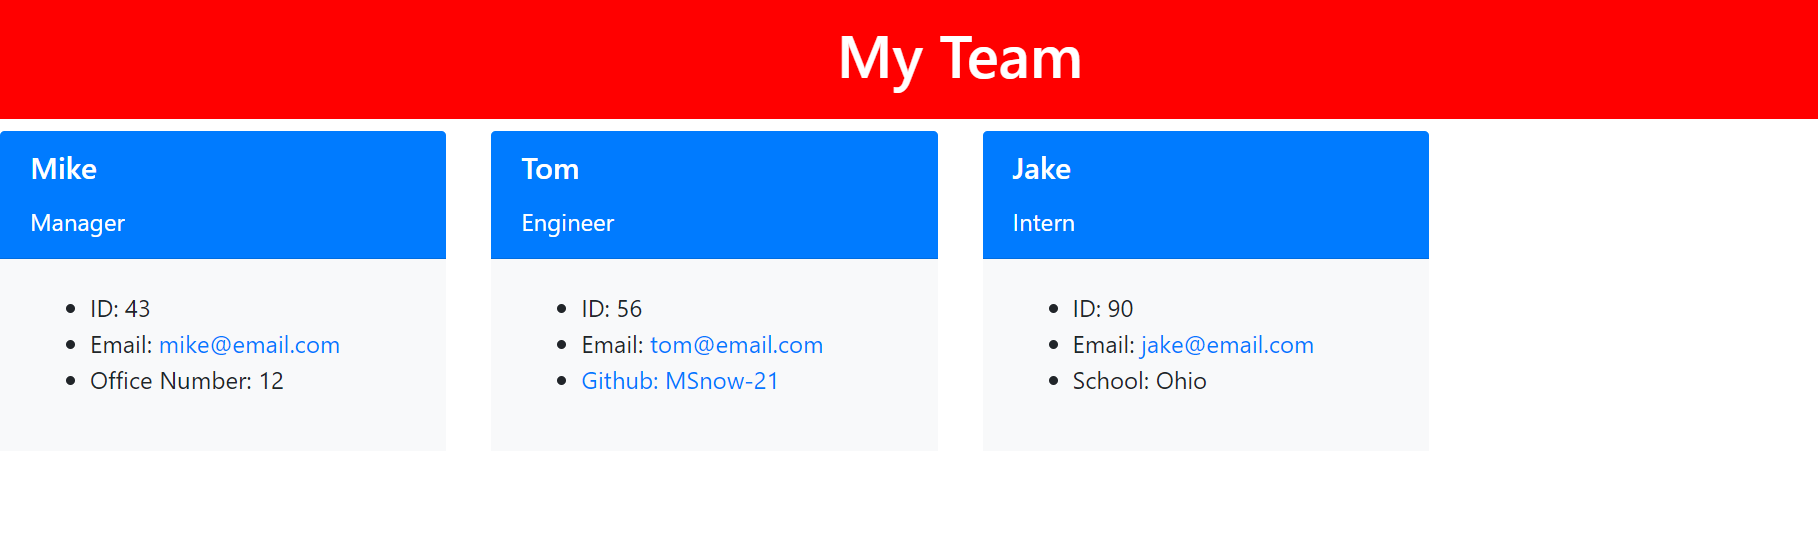 My Team
Mike
Manager
ID: 43
Email: mike@email.com
Office Number: 12
Tom
Engineer
ID: 56
Email: tom@email.com
Github: MSnow-21
Jake
Intern
ID: 90
Email: jake@email.com
School: Ohio